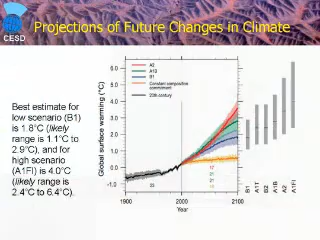 Projections of Future Changes in Climate
CESD
Best estimate for
low scenario (B1)
is 1.8°C (likely
range is 1.1°C to
2.9°C), and for
high scenario
(A1FI) is 4.0°C
(likely range is
2.4°C to 6.4°C).
Global surface warming (°C)
6.0
5.0
4.0
3.0
2.0
1.0
0.0
-1.0
A2
A1B
B1
Constant composition
commitment
20th century
1900
2000
2100
Year
B1
A1T
B2
A1B
A2
A1FI